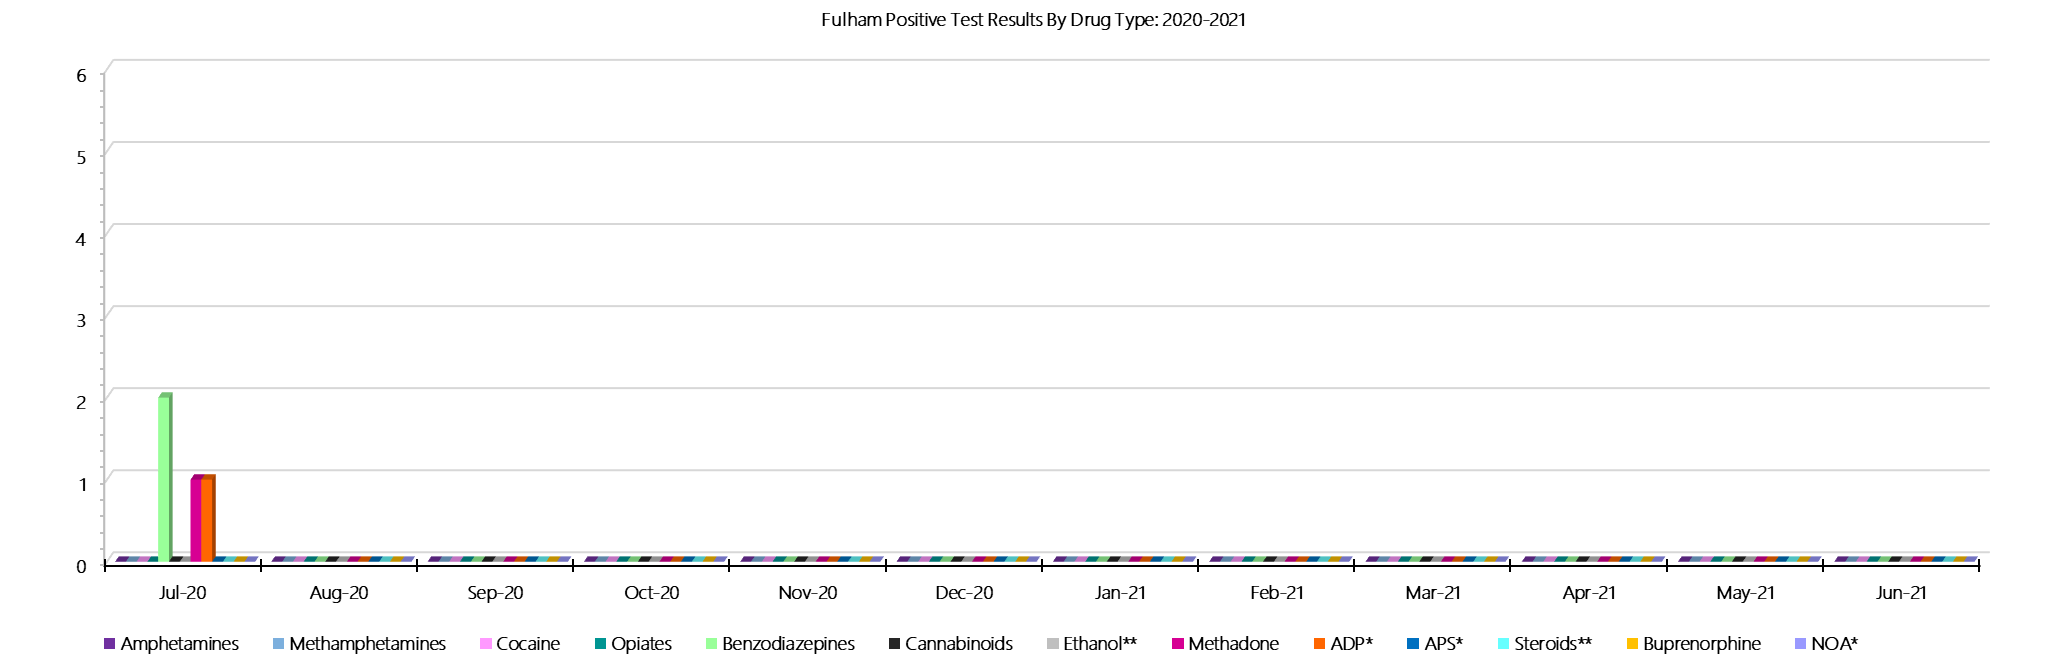 Fulham Positive Test Results By Drug Type: 2020-2021
6
5
4
3
2
1
0
Jul-20 Aug-20 Sep-20 Oct-20 Nov-20 Dec-20 Jan-21 Feb-21 Mar-21 Apr-21 May-21 Jun-21
Amphetamines Methamphetamines Cocaine Opiates Benzodiazepines Cannabinoids Ethanol** Methadone ADP* APS* Steroids** Buprenorphine NOA*